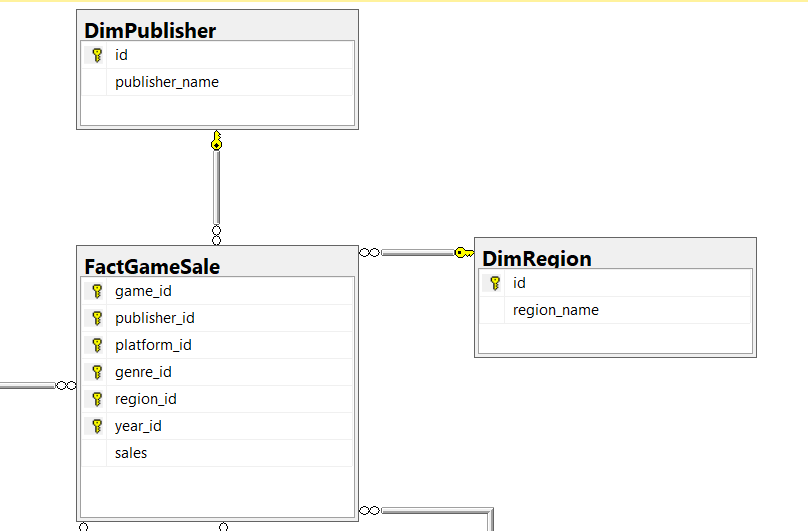 DimPublisher
id
publisher_name
FactGameSale
game_id
publisher_id
platform_id
genre_id
region_id
year_id
sales
DimRegion
id
region_name